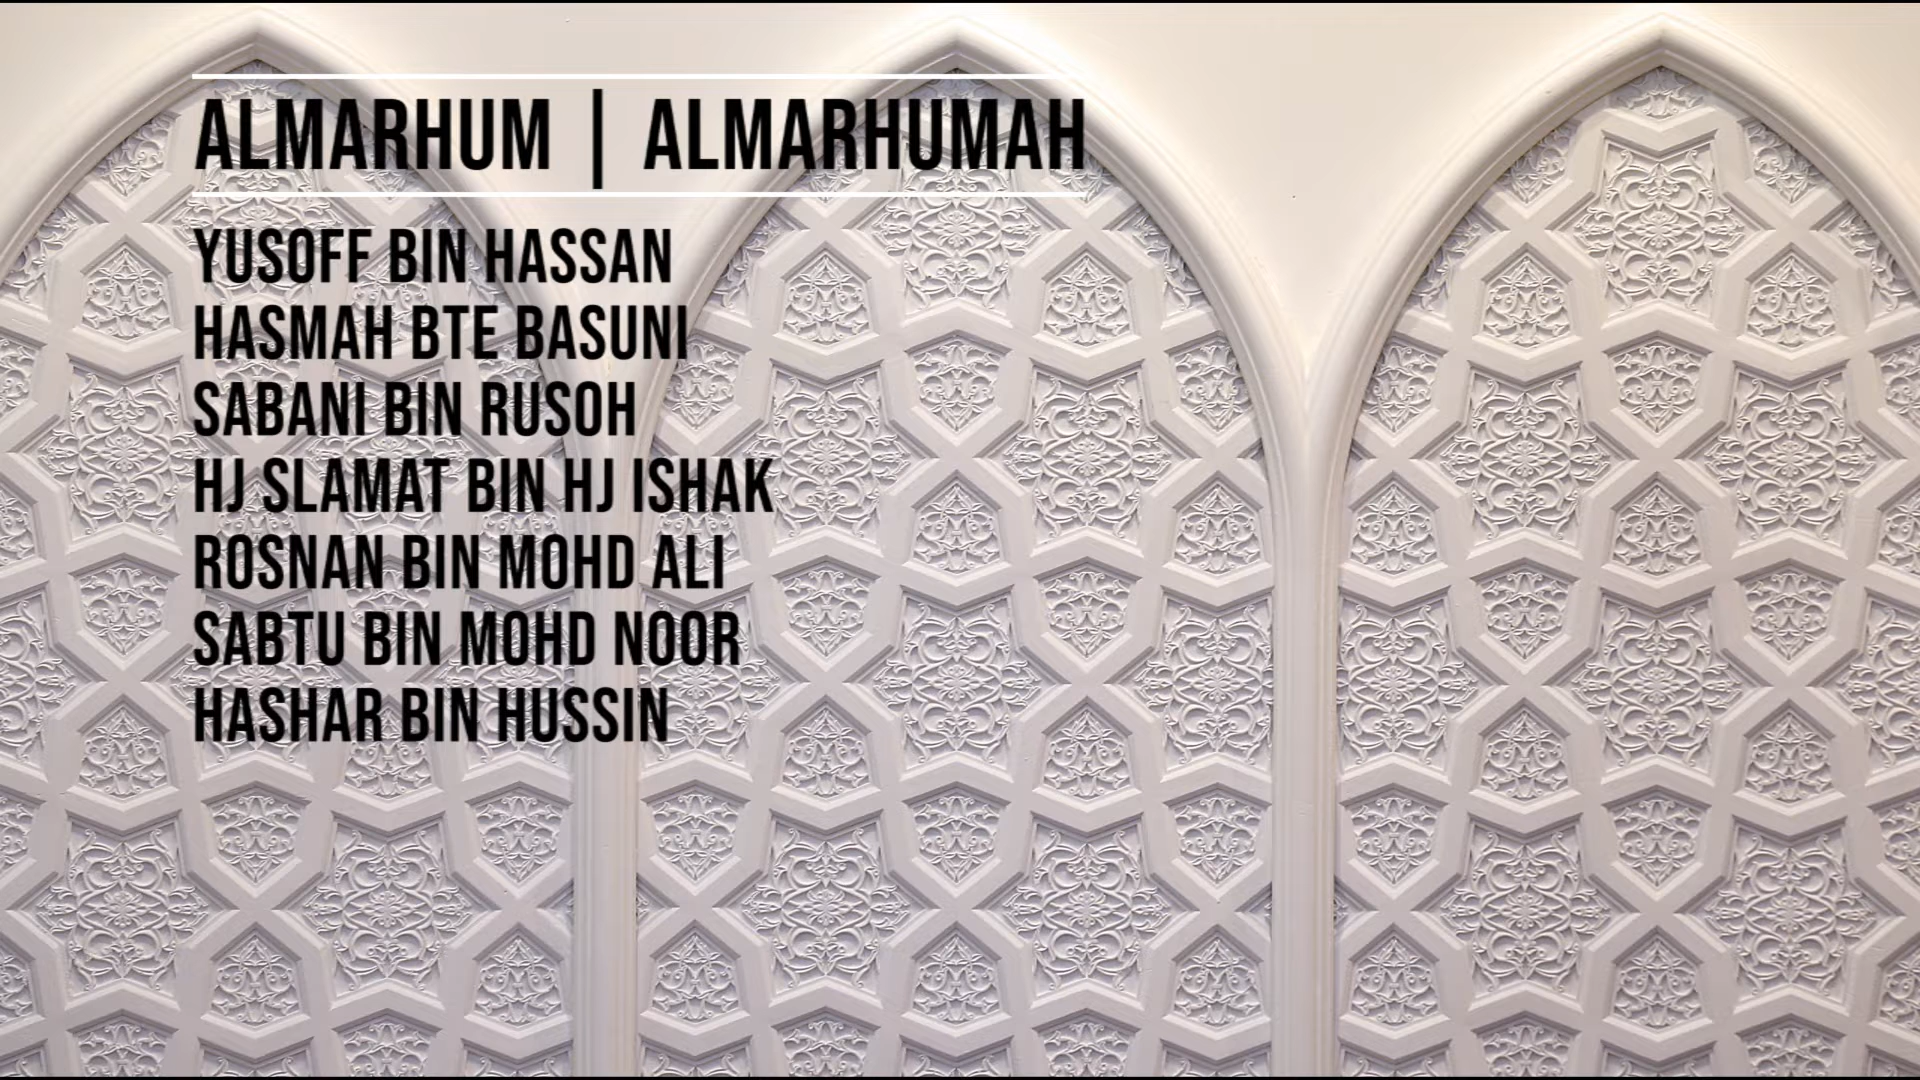 ALMARHUM | ALMARHUMAH
YUSOFF BIN HASSAN
HASMAH BTE BASUNI
SABANI BIN RUSOH
HJ SLAMAT BIN HJ ISHAK
ROSNAN BIN MOHD ALI
SABTU BIN MOHD NOOR
HASHAR BIN HUSSIN